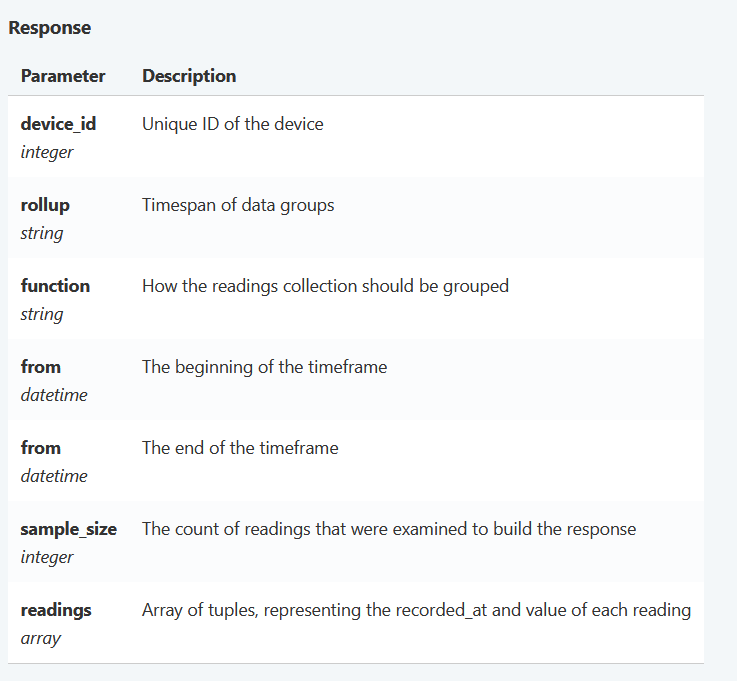 Response
Parameter Description
device_id Unique ID of the device
integer
rollup Timespan of data groups
string
function How the readings collection should be grouped
string
from The beginning of the timeframe
datetime
from The end of the timeframe
datetime
sample_size The count of readings that were examined to build the response
integer
readings Array of tuples, representing the recorded_at and value of each reading
array